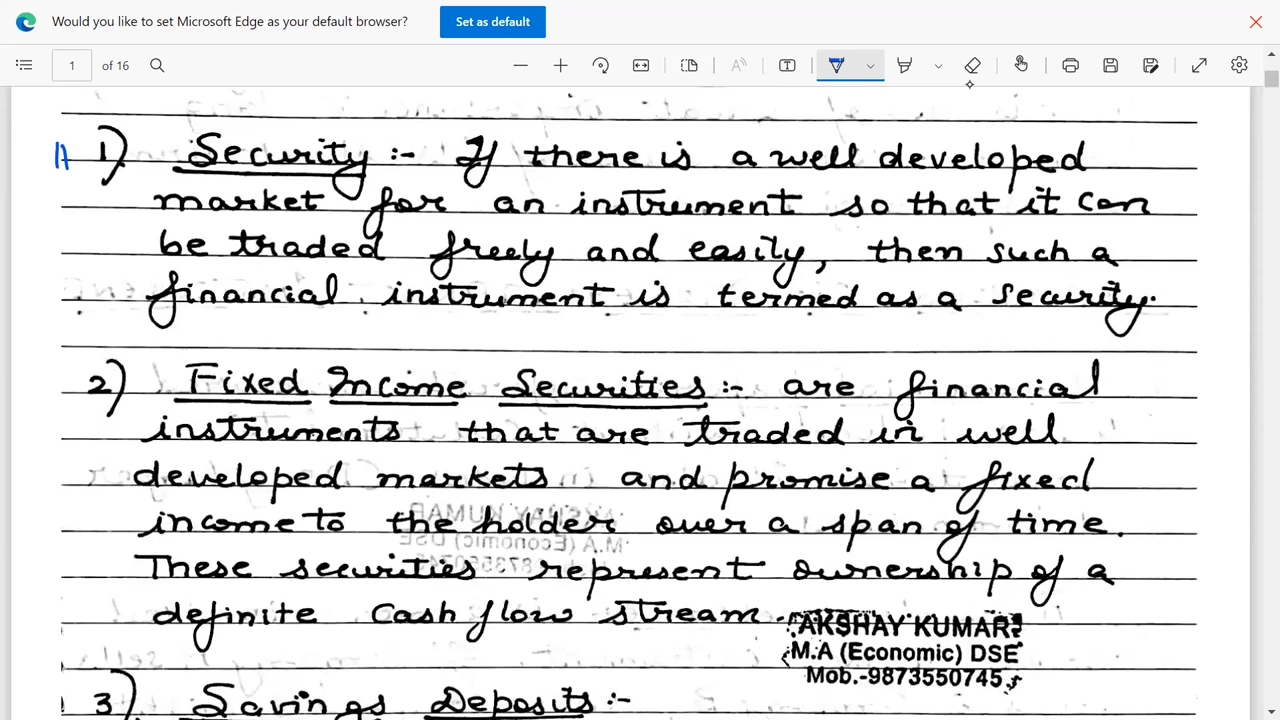 Would you like to set Microsoft Edge as your default browser? Set as default
1 of 16
1) Security :- If there is a well developed
market for an instrument so that it can
be traded freely and easily, then such a
financial instrument is termed as a security.
2) Fixed Income Securities :- are financial
instruments that are traded in well
developed markets and promise a fixed
income to the holder over a span of time.
These securities represent ownership of a
definite cash flow stream.
AKSHAY KUMAR
M.A (Economic) DSE
Mob.-9873550745
3) Savings Deposits :-